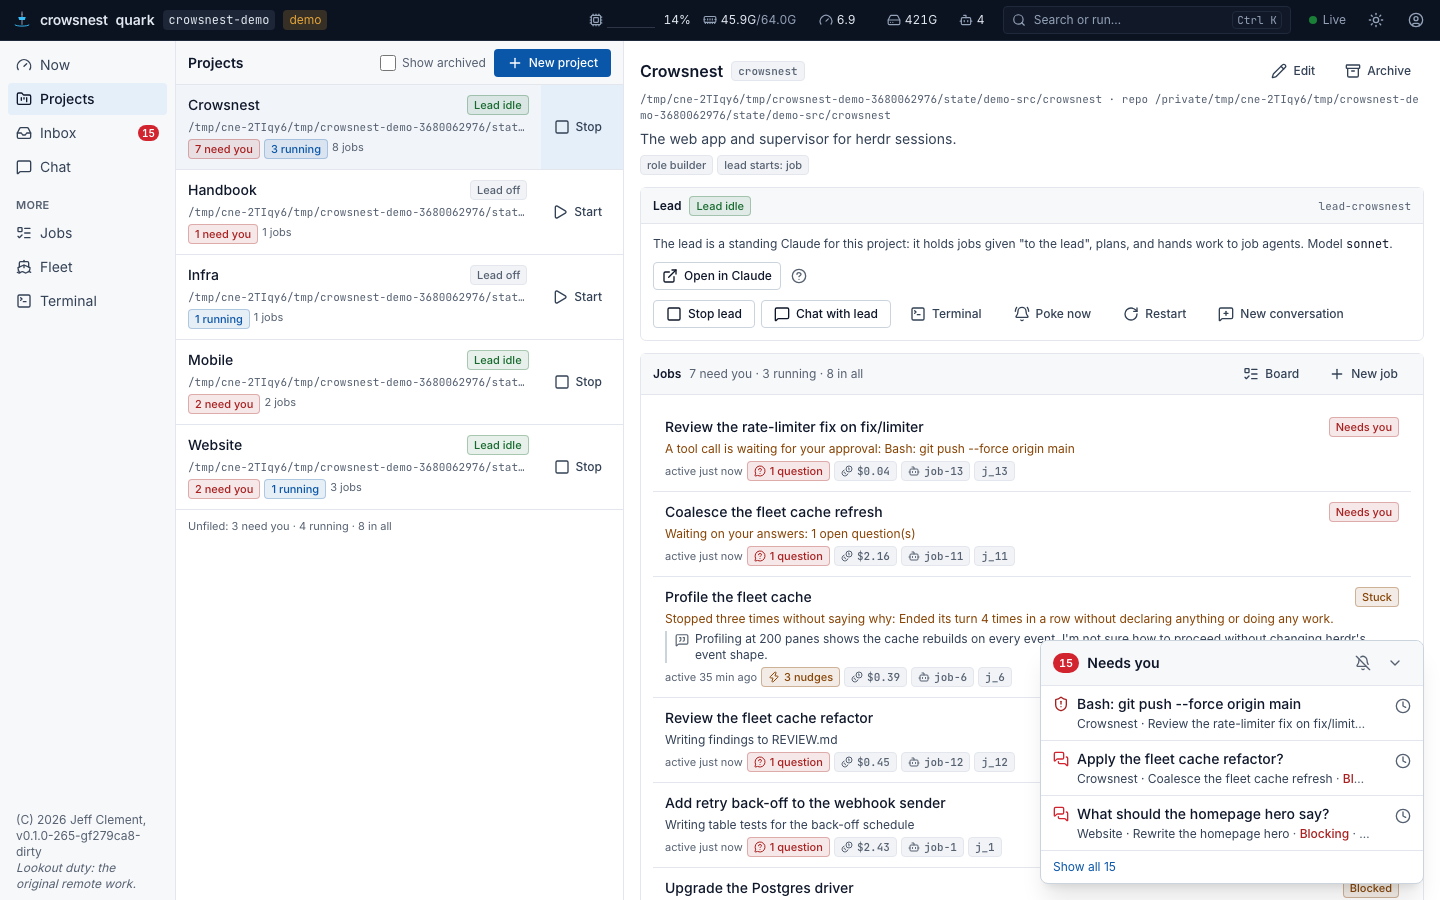 crowsnest quark crowsnest-demo demo
14% 45.9G/64.0G 6.9 421G 4 Search or run... Ctrl K Live
Now
Projects
Inbox 15
Chat
MORE
Jobs
Fleet
Terminal
(C) 2026 Jeff Clement,
v0.1.0-265-gf279ca8-
dirty
Lookout duty: the
original remote work.
Projects Show archived New project
Crowsnest Lead idle
/tmp/cne-2TIqy6/tmp/crowsnest-demo-3680062976/stat…
7 need you 3 running 8 jobs
Stop
Handbook Lead off
/tmp/cne-2TIqy6/tmp/crowsnest-demo-3680062976/stat…
1 need you 1 jobs
Start
Infra Lead off
/tmp/cne-2TIqy6/tmp/crowsnest-demo-3680062976/stat…
1 running 1 jobs
Start
Mobile Lead idle
/tmp/cne-2TIqy6/tmp/crowsnest-demo-3680062976/stat…
2 need you 2 jobs
Stop
Website Lead idle
/tmp/cne-2TIqy6/tmp/crowsnest-demo-3680062976/stat…
2 need you 1 running 3 jobs
Stop
Unfiled: 3 need you · 4 running · 8 in all
Crowsnest crowsnest Edit Archive
/tmp/cne-2TIqy6/tmp/crowsnest-demo-3680062976/state/demo-src/crowsnest · repo /private/tmp/cne-2TIqy6/tmp/crowsnest-de
mo-3680062976/state/demo-src/crowsnest
The web app and supervisor for herdr sessions.
role builder lead starts: job
Lead Lead idle lead-crowsnest
The lead is a standing Claude for this project: it holds jobs given "to the lead", plans, and hands work to job agents. Model sonnet.
Open in Claude
Stop lead Chat with lead Terminal Poke now Restart New conversation
Jobs 7 need you · 3 running · 8 in all Board New job
Review the rate-limiter fix on fix/limiter Needs you
A tool call is waiting for your approval: Bash: git push --force origin main
active just now 1 question $0.04 job-13 j_13
Coalesce the fleet cache refresh Needs you
Waiting on your answers: 1 open question(s)
active just now 1 question $2.16 job-11 j_11
Profile the fleet cache Stuck
Stopped three times without saying why: Ended its turn 4 times in a row without declaring anything or doing any work.
Profiling at 200 panes shows the cache rebuilds on every event. I'm not sure how to proceed without changing herdr's
event shape.
active 35 min ago 3 nudges $0.39 job-6 j_6
Review the fleet cache refactor
Writing findings to REVIEW.md
active just now 1 question $0.45 job-12 j_12
Add retry back-off to the webhook sender
Writing table tests for the back-off schedule
active just now 1 question $2.43 job-1 j_1
Upgrade the Postgres driver Blocked
15 Needs you
Bash: git push --force origin main
Crowsnest · Review the rate-limiter fix on fix/limit…
Apply the fleet cache refactor?
Crowsnest · Coalesce the fleet cache refresh · Bl…
What should the homepage hero say?
Website · Rewrite the homepage hero · Blocking · …
Show all 15